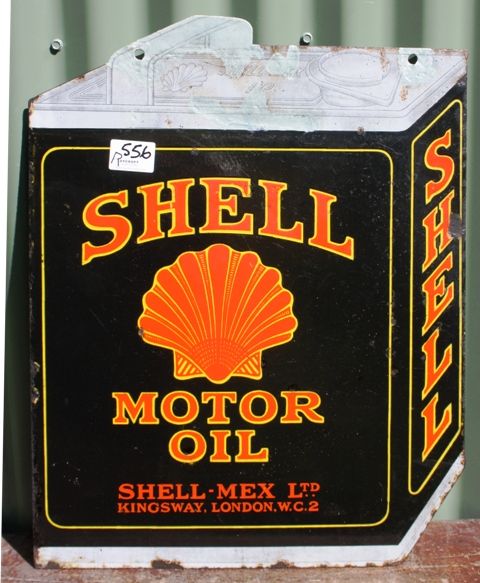 556
SHELL
MOTOR
OIL
SHELL-MEX LTD
KINGSWAY, LONDON, W.C.2
SHELL